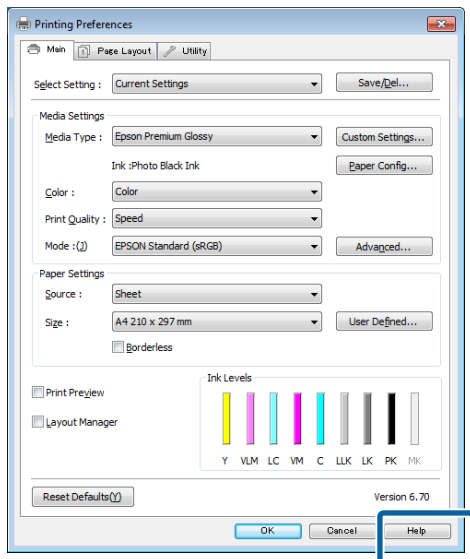 Printing Preferences
Main Page Layout Utility
Select Setting : Current Settings Save/Del...
Media Settings
Media Type : Epson Premium Glossy Custom Settings...
Ink :Photo Black Ink Paper Config...
Color : Color
Print Quality : Speed
Mode :(J) EPSON Standard (sRGB) Advanced...
Paper Settings
Source : Sheet
Size : A4 210 x 297 mm User Defined...
Borderless
Ink Levels
Print Preview
Layout Manager
Y VLM LC VM C LLK LK PK MK
Reset Defaults(Y) Version 6.70
OK Cancel Help